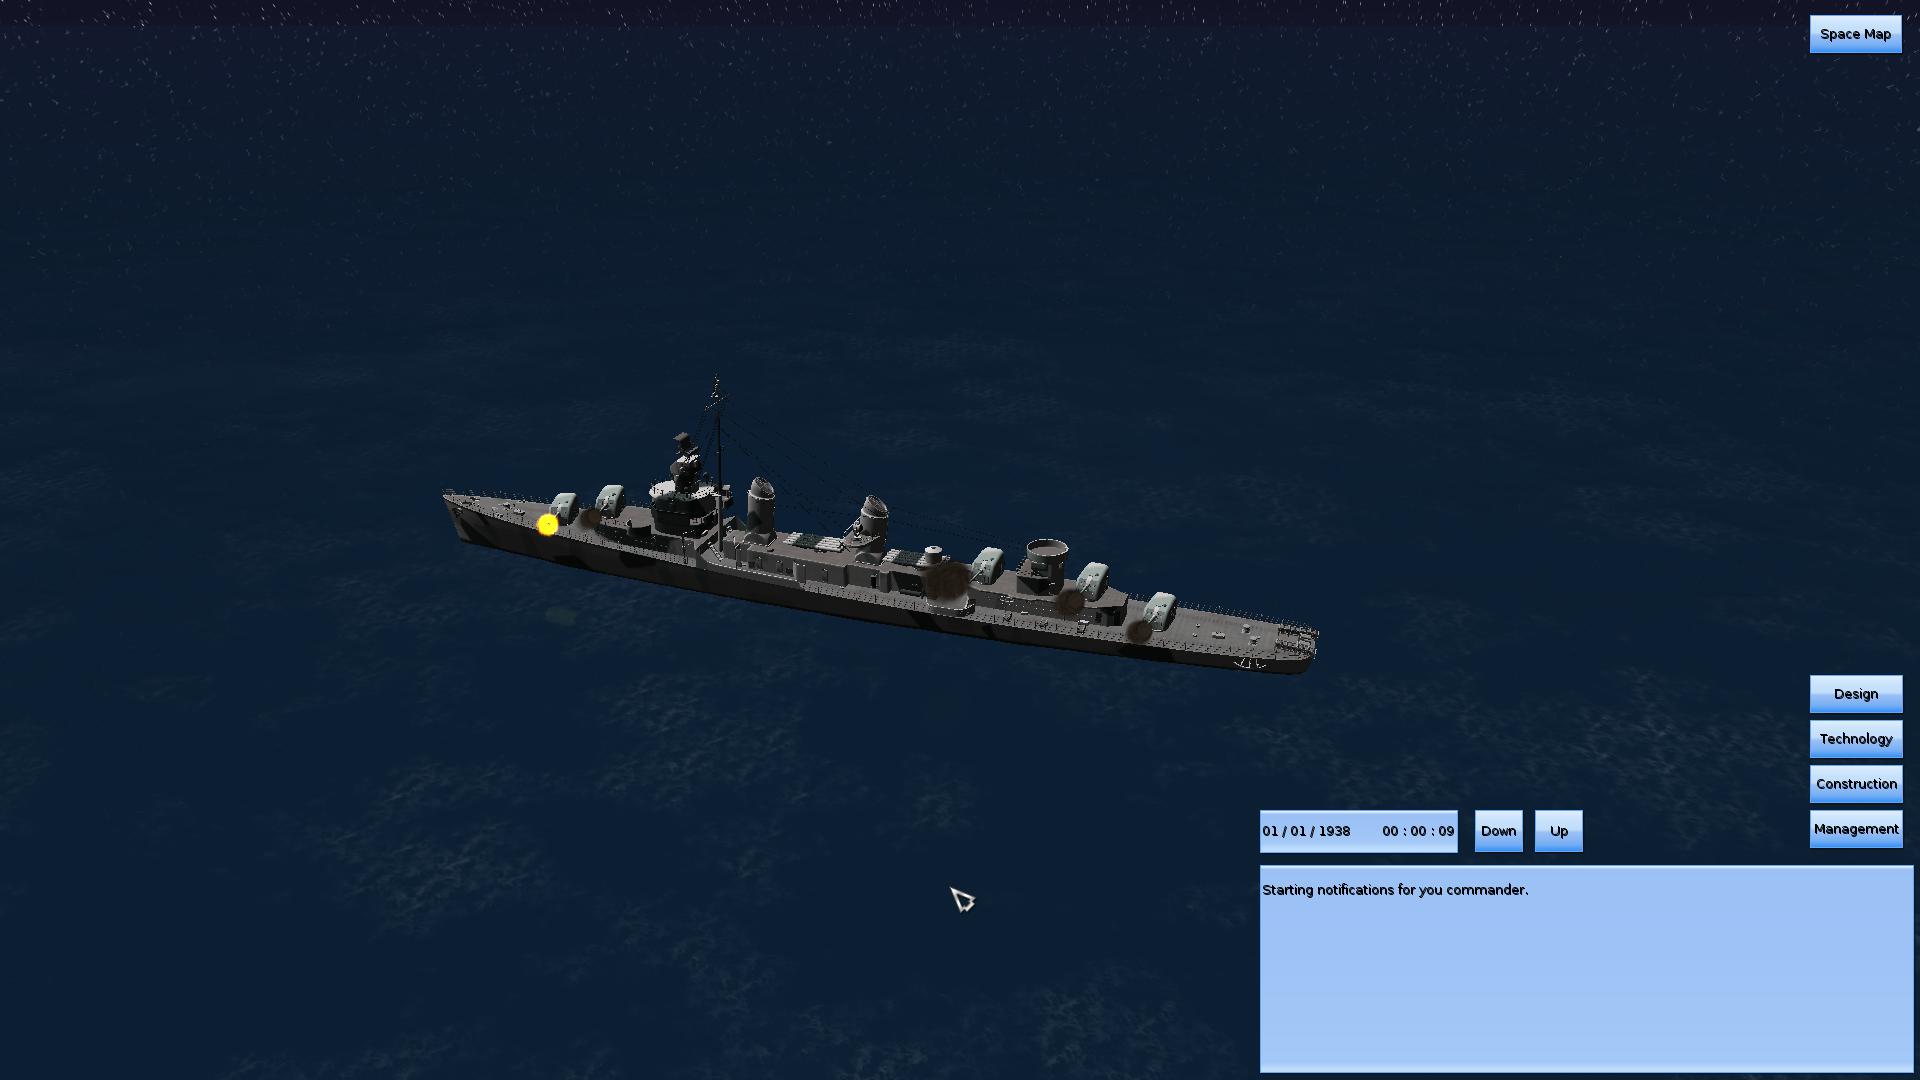 Space Map
Design
Technology
Construction
Management
01 / 01 / 1938 00 : 00 : 09
Down
Up
Starting notifications for you commander.